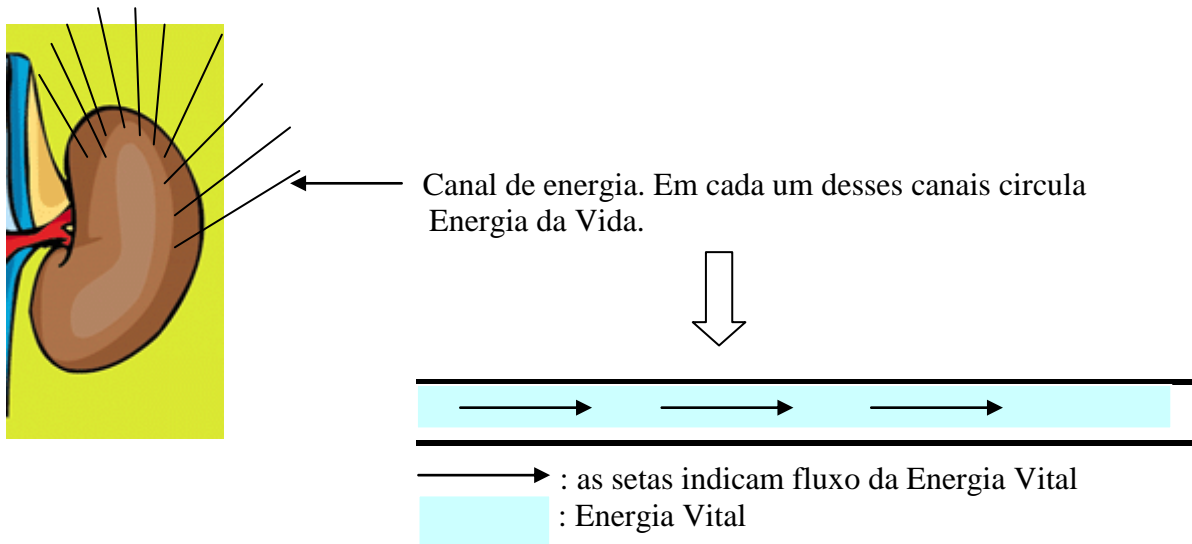 Canal de energia. Em cada um desses canais circula
Energia da Vida.
: as setas indicam fluxo da Energia Vital
: Energia Vital